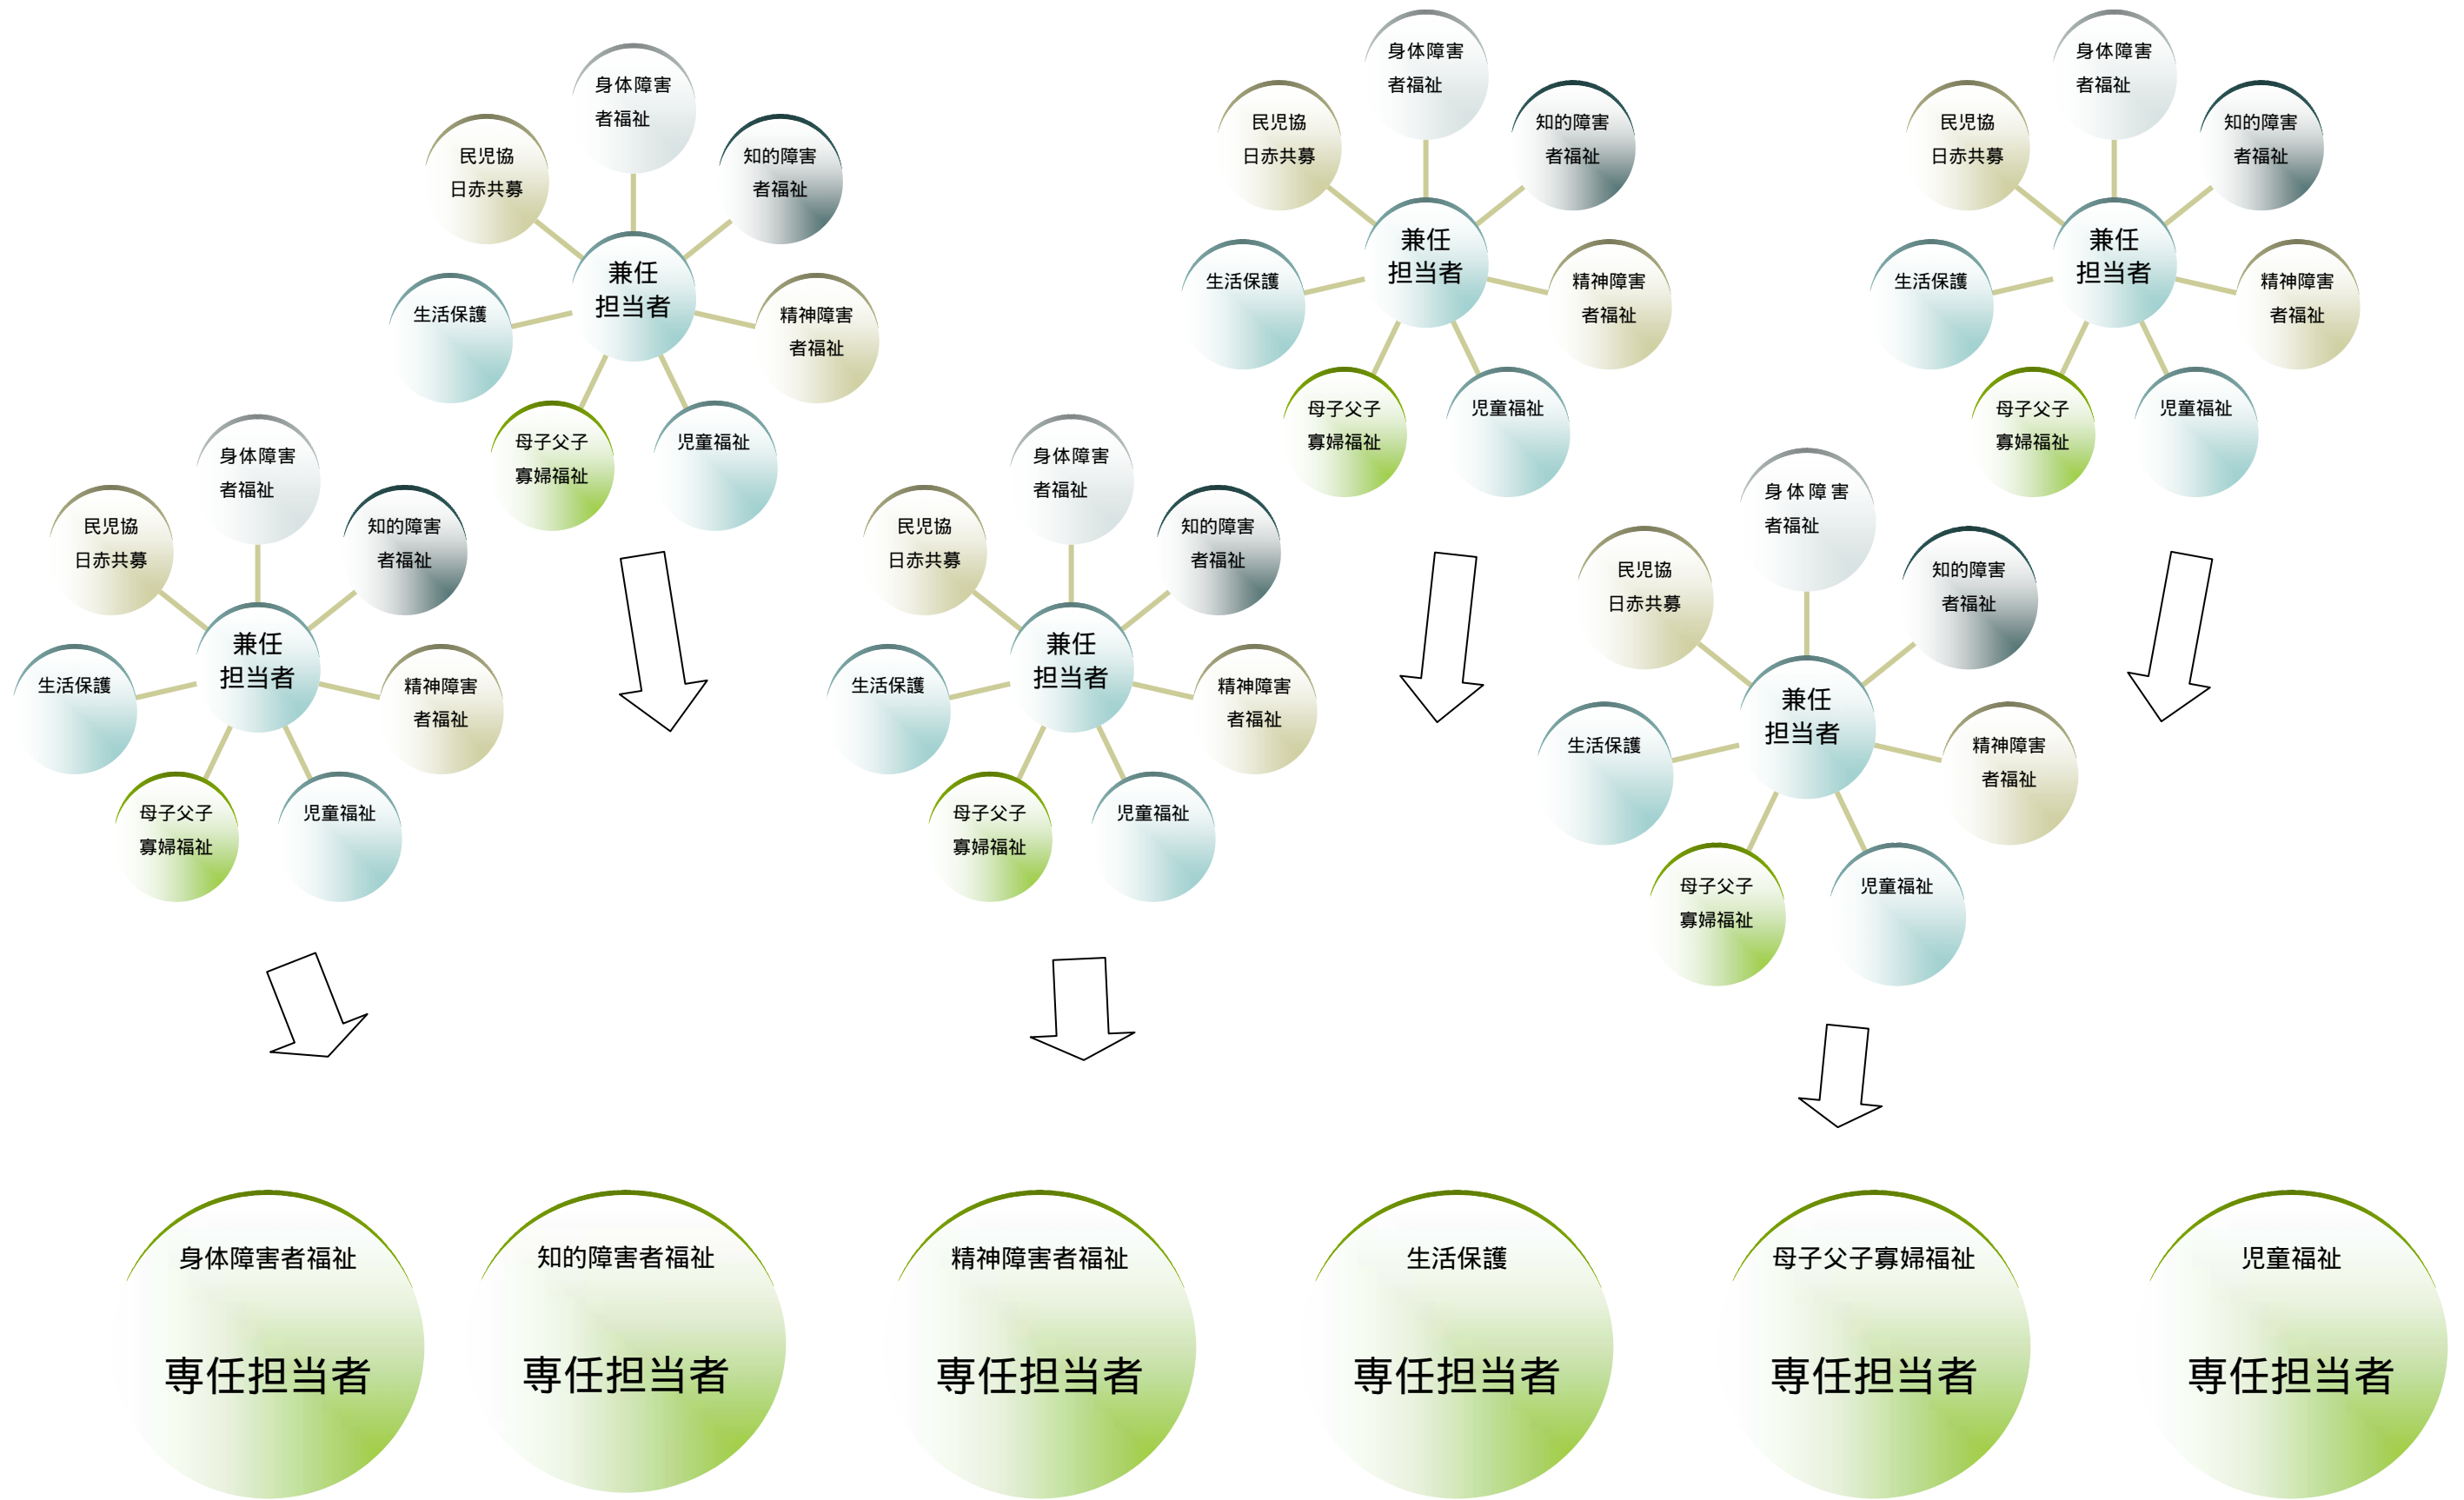 身体障害
者福祉
民児協
日赤共募
知的障害
者福祉
兼任
担当者
生活保護
精神障害
者福祉
母子父子
寡婦福祉
児童福祉
身体障害
者福祉
民児協
日赤共募
知的障害
者福祉
兼任
担当者
生活保護
精神障害
者福祉
母子父子
寡婦福祉
児童福祉
身体障害
者福祉
民児協
日赤共募
知的障害
者福祉
兼任
担当者
生活保護
精神障害
者福祉
母子父子
寡婦福祉
児童福祉
身体障害
者福祉
民児協
日赤共募
知的障害
者福祉
兼任
担当者
生活保護
精神障害
者福祉
母子父子
寡婦福祉
児童福祉
身体障害
者福祉
民児協
日赤共募
知的障害
者福祉
兼任
担当者
生活保護
精神障害
者福祉
母子父子
寡婦福祉
児童福祉
身体障害
者福祉
民児協
日赤共募
知的障害
者福祉
兼任
担当者
生活保護
精神障害
者福祉
母子父子
寡婦福祉
児童福祉
身体障害者福祉
専任担当者
知的障害者福祉
専任担当者
精神障害者福祉
専任担当者
生活保護
専任担当者
母子父子寡婦福祉
専任担当者
児童福祉
専任担当者